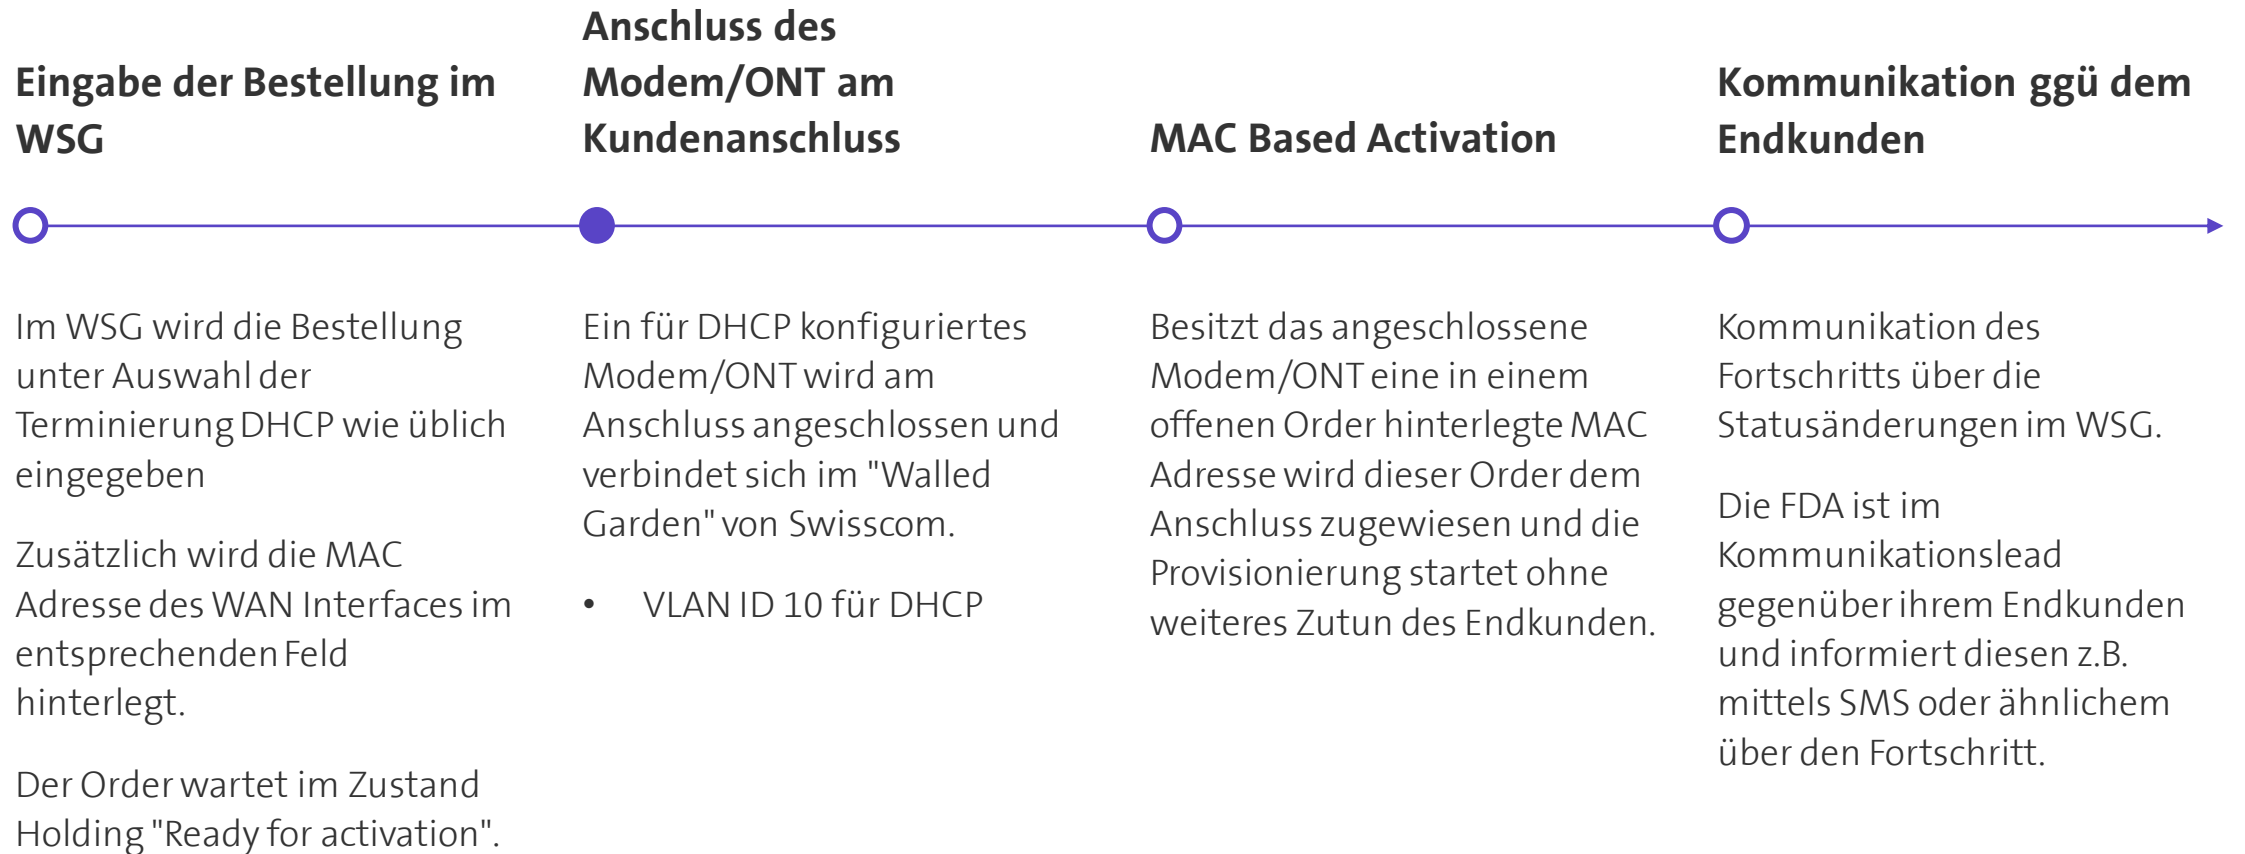 Eingabe der Bestellung im
WSG
Im WSG wird die Bestellung
unter Auswahl der
Terminierung DHCP wie üblich
eingegeben
Zusätzlich wird die MAC
Adresse des WAN Interfaces im
entsprechenden Feld
hinterlegt.
Der Order wartet im Zustand
Holding "Ready for activation".
Anschluss des
Modem/ONT am
Kundenanschluss
Ein für DHCP konfiguriertes
Modem/ONT wird am
Anschluss angeschlossen und
verbindet sich im "Walled
Garden" von Swisscom.
• VLAN ID 10 für DHCP
MAC Based Activation
Besitzt das angeschlossene
Modem/ONT eine in einem
offenen Order hinterlegte MAC
Adresse wird dieser Order dem
Anschluss zugewiesen und die
Provisionierung startet ohne
weiteres Zutun des Endkunden.
Kommunikation ggü dem
Endkunden
Kommunikation des
Fortschritts über die
Statusänderungen im WSG.
Die FDA ist im
Kommunikationslead
gegenüber ihrem Endkunden
und informiert diesen z.B.
mittels SMS oder ähnlichem
über den Fortschritt.